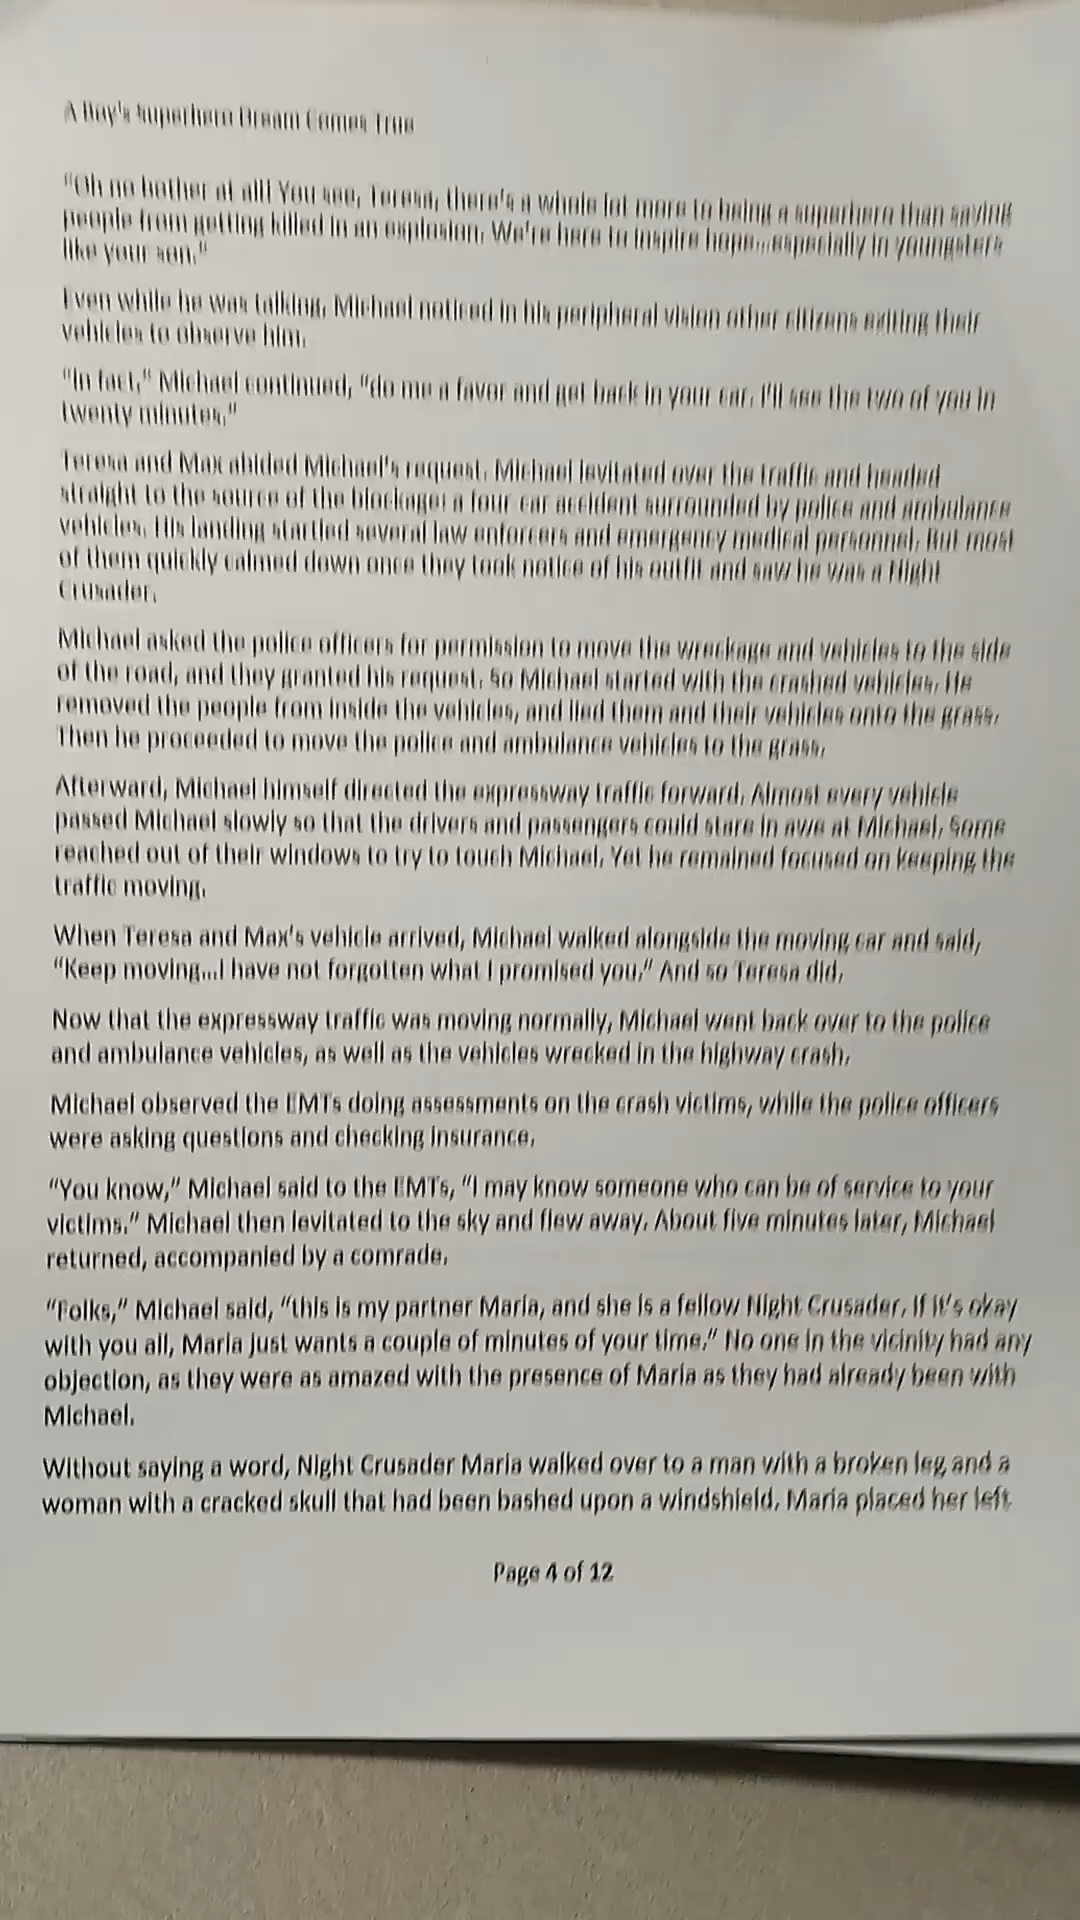 A Boy's Superhero Dream Comes True
"Oh no bother at all! You see, Teresa, there's a whole lot more to being a superhero than saving
people from getting killed in an explosion. We're here to inspire hope...especially in youngsters
like your son."
Even while he was talking, Michael noticed in his peripheral vision other citizens exiting their
vehicles to observe him.
"In fact," Michael continued, "do me a favor and get back in your car. I'll see the two of you in
twenty minutes."
Teresa and Max abided Michael's request. Michael levitated over the traffic and headed
straight to the source of the blockage: a four car accident surrounded by police and ambulance
vehicles. His landing startled several law enforcers and emergency medical personnel. But most
of them quickly calmed down once they took notice of his outfit and saw he was a Night
Crusader.
Michael asked the police officers for permission to move the wreckage and vehicles to the side
of the road, and they granted his request. So Michael started with the crashed vehicles. He
removed the people from inside the vehicles, and lied them and their vehicles onto the grass.
Then he proceeded to move the police and ambulance vehicles to the grass.
Afterward, Michael himself directed the expressway traffic forward. Almost every vehicle
passed Michael slowly so that the drivers and passengers could stare in awe at Michael. Some
reached out of their windows to try to touch Michael. Yet he remained focused on keeping the
traffic moving.
When Teresa and Max's vehicle arrived, Michael walked alongside the moving car and said,
"Keep moving...I have not forgotten what I promised you." And so Teresa did.
Now that the expressway traffic was moving normally, Michael went back over to the police
and ambulance vehicles, as well as the vehicles wrecked in the highway crash.
Michael observed the EMTs doing assessments on the crash victims, while the police officers
were asking questions and checking insurance.
"You know," Michael said to the EMTs, "I may know someone who can be of service to your
victims." Michael then levitated to the sky and flew away. About five minutes later, Michael
returned, accompanied by a comrade.
"Folks," Michael said, "this is my partner Maria, and she is a fellow Night Crusader. If it's okay
with you all, Maria just wants a couple of minutes of your time." No one in the vicinity had any
objection, as they were as amazed with the presence of Maria as they had already been with
Michael.
Without saying a word, Night Crusader Maria walked over to a man with a broken leg and a
woman with a cracked skull that had been bashed upon a windshield. Maria placed her left
Page 4 of 12